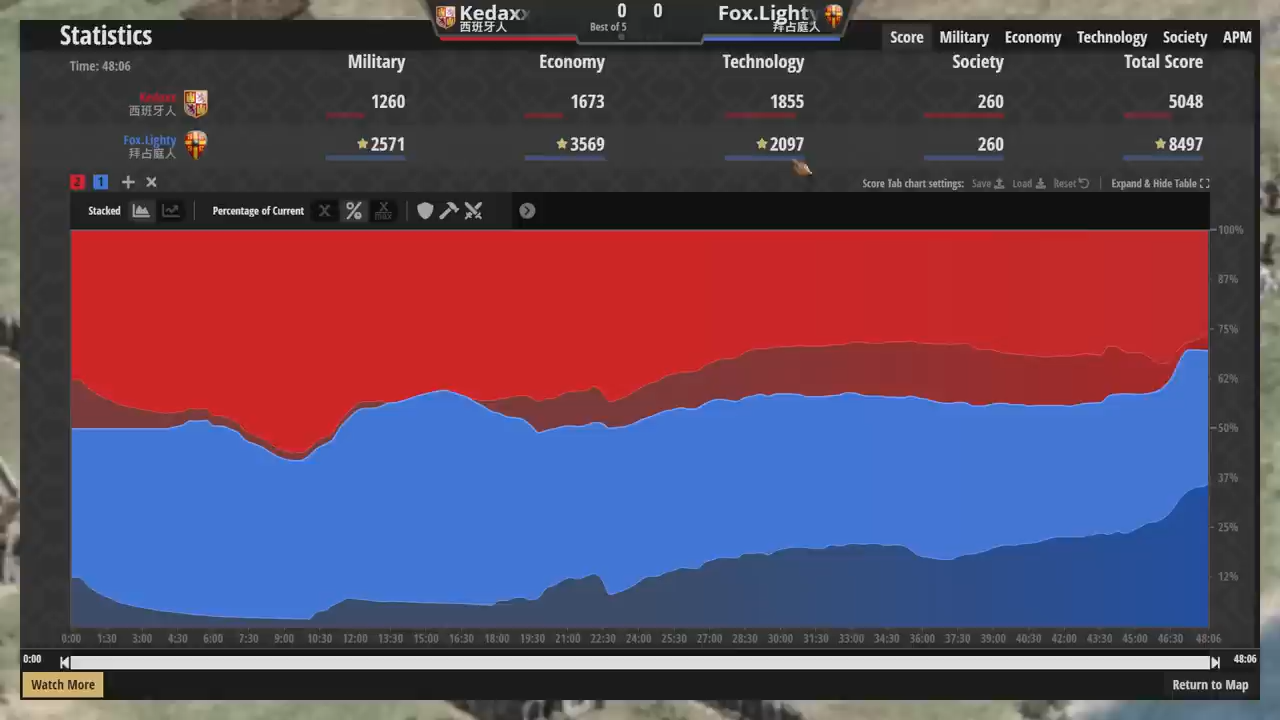 Kedaxx 0 0 Fox.Lighty
西班牙人 Best of 5 拜占庭人
Statistics
Score Military Economy Technology Society APM
Time: 48:06
Military Economy Technology Society Total Score
Kedaxx
西班牙人
1260 1673 1855 260 5048
Fox.Lighty
拜占庭人
2571 3569 2097 260 8497
2 1
Score Tab chart settings: Save Load Reset Expand & Hide Table
Stacked Percentage of Current X % X MAX
100%
87%
75%
62%
50%
37%
25%
12%
0:00 1:30 3:00 4:30 6:00 7:30 9:00 10:30 12:00 13:30 15:00 16:30 18:00 19:30 21:00 22:30 24:00 25:30 27:00 28:30 30:00 31:30 33:00 34:30 36:00 37:30 39:00 40:30 42:00 43:30 45:00 46:30 48:06
0:00 48:06
Watch More Return to Map